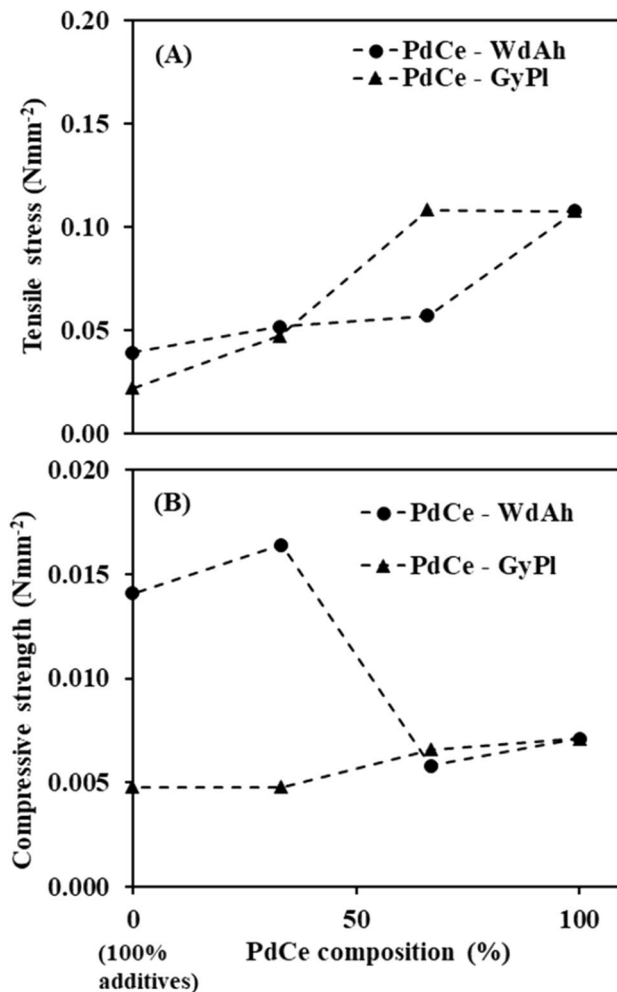 0.20
(A)
PdCe - WdAh
PdCe - GyPl
0.15
0.10
0.05
0.00
Tensile stress (Nmm-2)
0.020
(B)
PdCe - WdAh
PdCe - GyPl
0.015
0.010
0.005
0.000
Compressive strength (Nmm-2)
0 50 100
(100% additives)
PdCe composition (%)